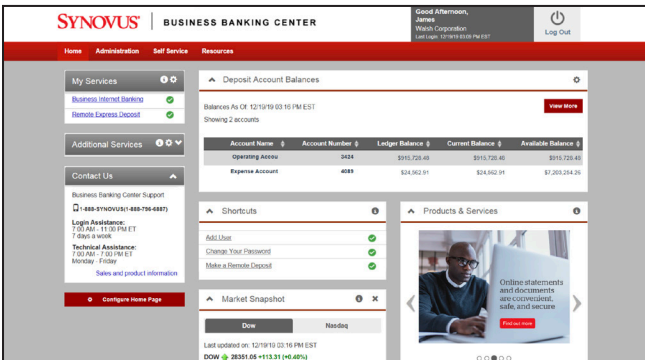 SYNOVUS® | BUSINESS BANKING CENTER
Good Afternoon,
James
Walsh Corporation
Last Login: 12/19/19 03:09 PM EST
Log Out
Home Administration Self Service Resources
My Services
Business Internet Banking
Remote Express Deposit
Additional Services
Contact Us
Business Banking Center Support
1-888-SYNOVUS(1-888-796-6887)
Login Assistance:
7:00 AM - 11:00 PM ET
7 days a week
Technical Assistance:
7:00 AM - 7:00 PM ET
Monday - Friday
Sales and product information
Configure Home Page
Deposit Account Balances
Balances As Of: 12/19/19 03:16 PM EST
View More
Showing 2 accounts
Account Name Account Number Ledger Balance Current Balance Available Balance
Operating Accou 3424 $915,728.40 $915,728.40 $915,728.40
Expense Account 4089 $24,562.91 $24,562.91
Shortcuts
Add User
Change Your Password
Make a Remote Deposit
Market Snapshot
Dow Nasdaq
Last updated on: 12/19/19 03:16 PM EST
DOW 28351.05 +113.31 (+0.40%)
Products & Services
Online statements
and documents
are convenient,
safe, and secure
Find out more